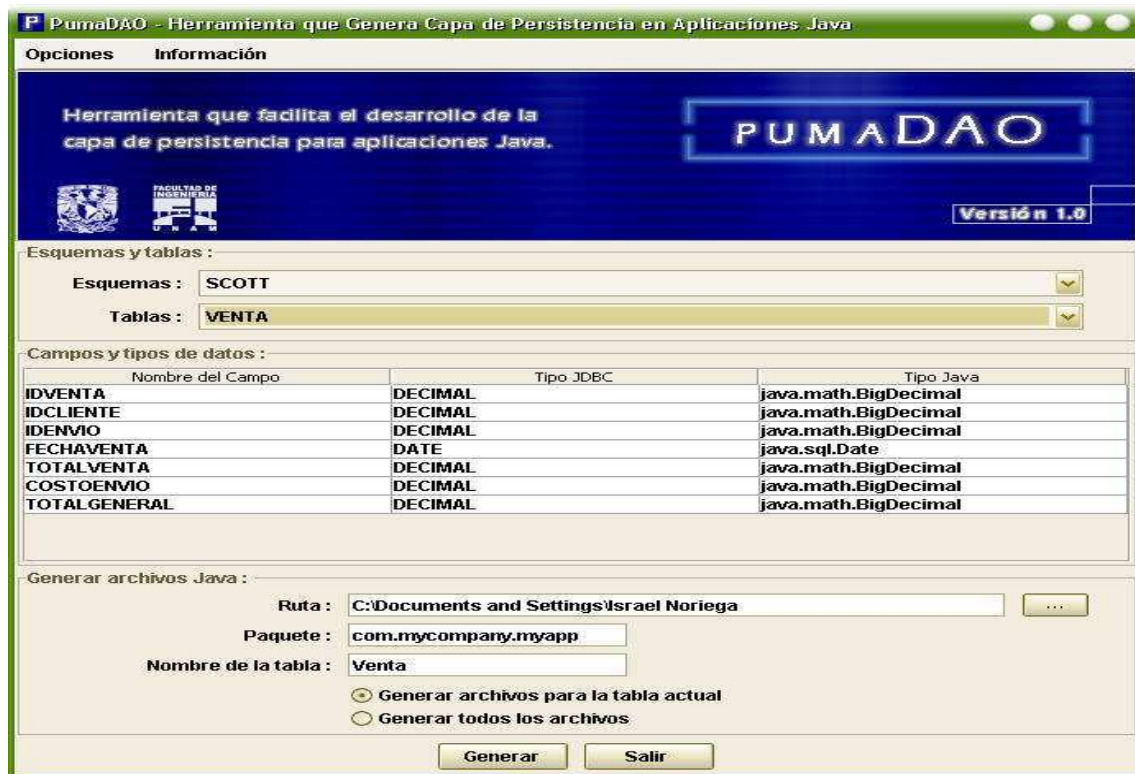 PumaDAO - Herramienta que Genera Capa de Persistencia en Aplicaciones Java
Opciones Información
Herramienta que facilita el desarrollo de la
capa de persistencia para aplicaciones Java.
PUMADAO
FACULTAD DE
INGENIERIA
U N A M
Versión 1.0
Esquemas y tablas :
Esquemas : SCOTT
Tablas : VENTA
Campos y tipos de datos :
Nombre del Campo Tipo JDBC Tipo Java
IDVENTA DECIMAL java.math.BigDecimal
IDCLIENTE DECIMAL java.math.BigDecimal
IDENVIO DECIMAL java.math.BigDecimal
FECHAVENTA DATE java.sql.Date
TOTALVENTA DECIMAL java.math.BigDecimal
COSTOENVIO DECIMAL java.math.BigDecimal
TOTALGENERAL DECIMAL java.math.BigDecimal
Generar archivos Java :
Ruta : C:\Documents and Settings\Israel Noriega ...
Paquete : com.mycompany.myapp
Nombre de la tabla : Venta
Generar archivos para la tabla actual
Generar todos los archivos
Generar Salir